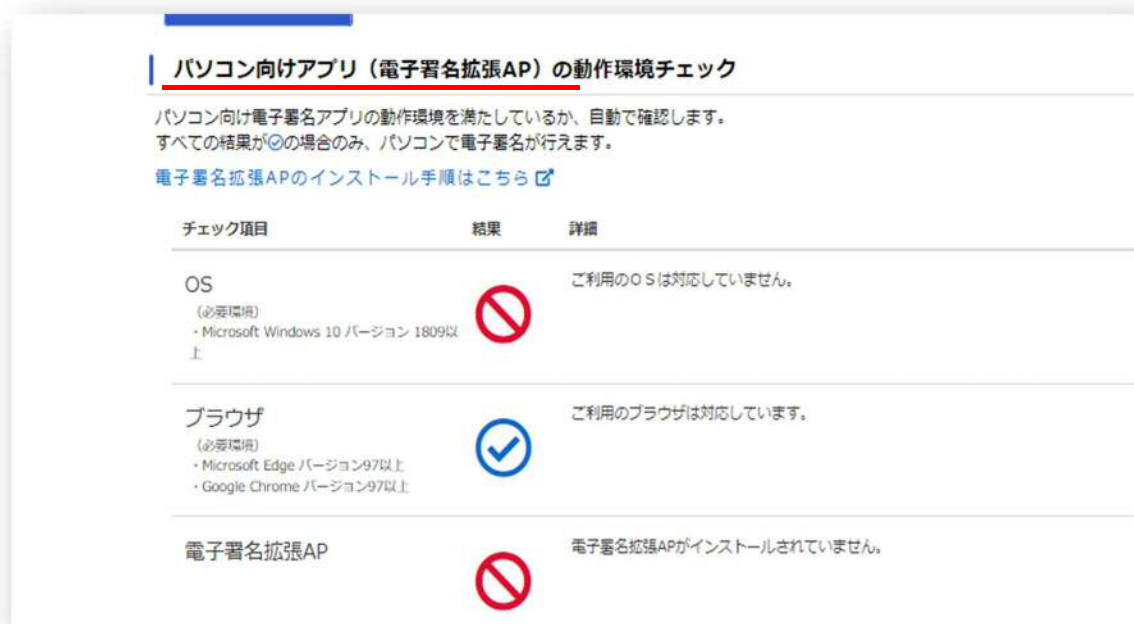 パソコン向けアプリ（電子署名拡張AP）の動作環境チェック
パソコン向け電子署名アプリの動作環境を満たしているか、自動で確認します。
すべての結果が✓の場合のみ、パソコンで電子署名が行えます。
電子署名拡張APのインストール手順はこちら
チェック項目 結果 詳細
OS
ご利用のＯＳは対応していません。
（必要環境）
・Microsoft Windows 10 バージョン 1809以
上
ブラウザ
ご利用のブラウザは対応しています。
（必要環境）
・Microsoft Edge バージョン97以上
・Google Chrome バージョン97以上
電子署名拡張AP
電子署名拡張APがインストールされていません。